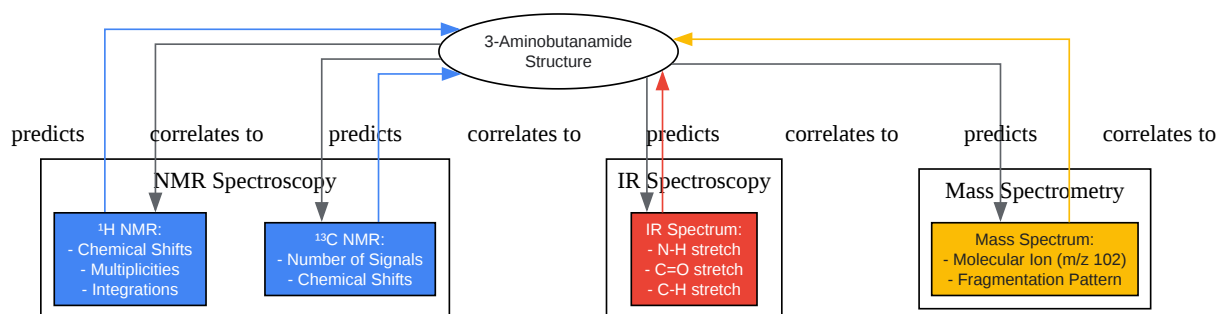 3-Aminobutanamide
Structure
predicts
correlates to
predicts
correlates to
predicts
correlates to
predicts
correlates to
NMR Spectroscopy
IR Spectroscopy
Mass Spectrometry
¹H NMR:
- Chemical Shifts
- Multiplicities
- Integrations
¹³C NMR:
- Number of Signals
- Chemical Shifts
IR Spectrum:
- N-H stretch
- C=O stretch
- C-H stretch
Mass Spectrum:
- Molecular Ion (m/z 102)
- Fragmentation Pattern